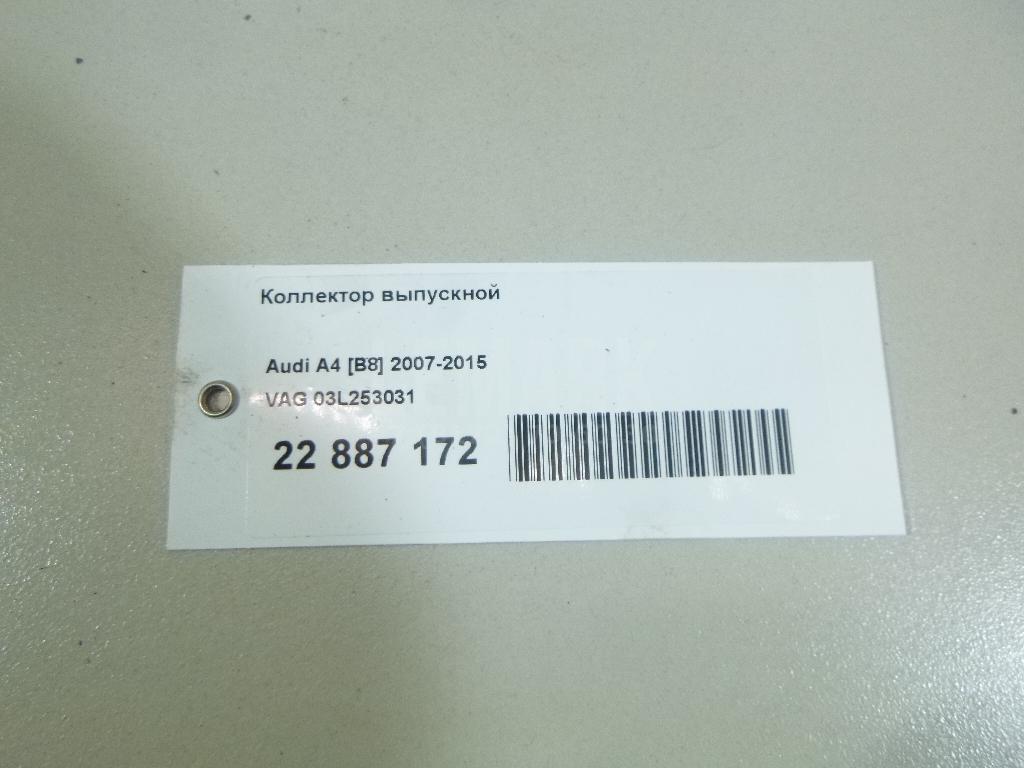 Коллектор выпускной
Audi A4 [B8] 2007-2015
VAG 03L253031
22 887 172